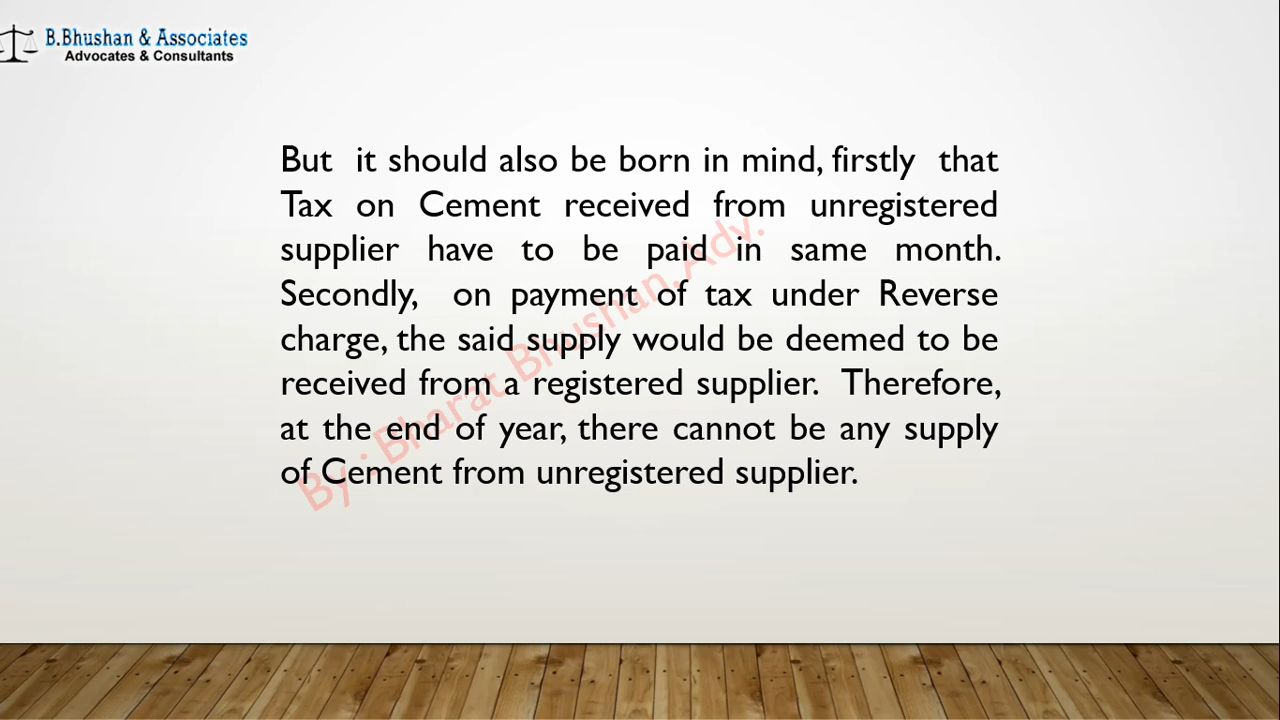 B.Bhushan & Associates
Advocates & Consultants
But it should also be born in mind, firstly that
Tax on Cement received from unregistered
supplier have to be paid in same month.
Secondly, on payment of tax under Reverse
charge, the said supply would be deemed to be
received from a registered supplier. Therefore,
at the end of year, there cannot be any supply
of Cement from unregistered supplier.
By : Bharat Bhushan, Adv.